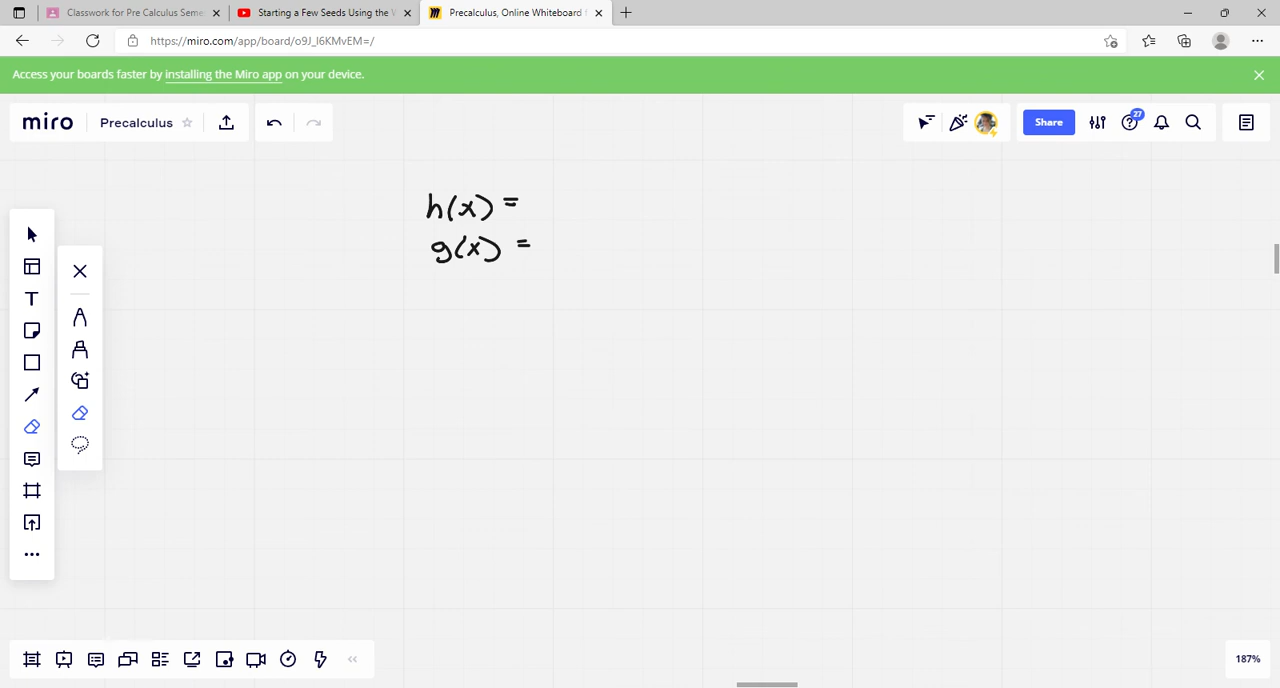 Classwork for Pre Calculus Seme
Starting a Few Seeds Using the W
Precalculus, Online Whiteboard f
https://miro.com/app/board/o9J_l6KMvEM=/
Access your boards faster by installing the Miro app on your device.
miro
Precalculus
Share
27
h(x) =
g(x) =
T
187%